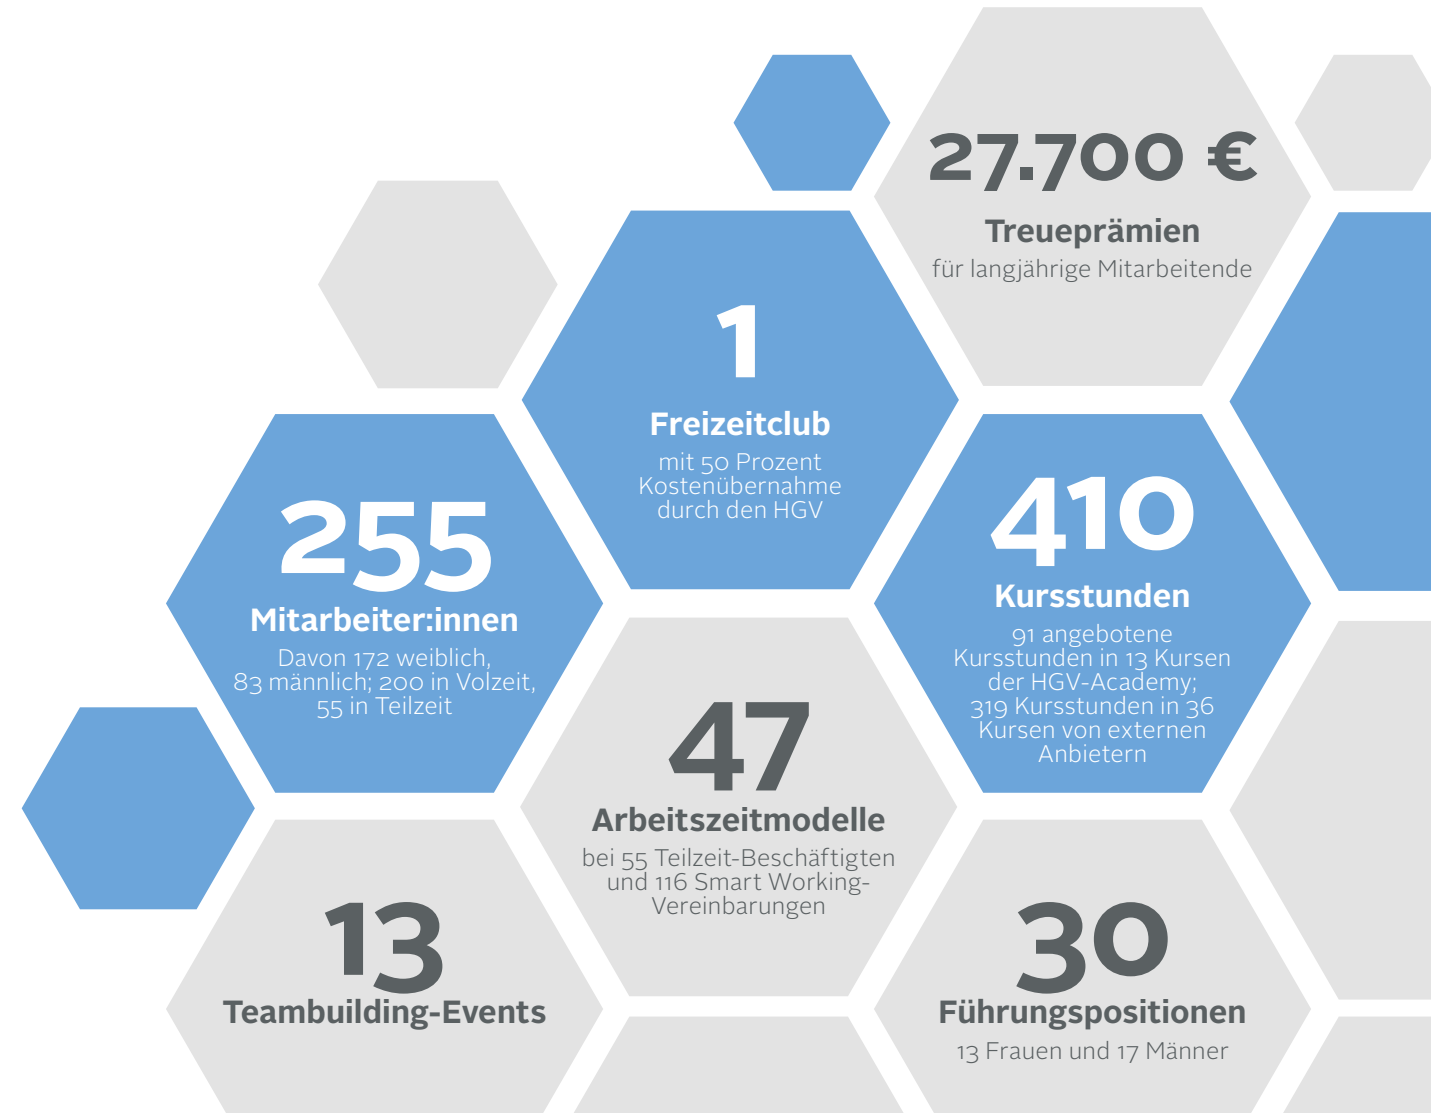 27.700 €
Treueprämien
für langjährige Mitarbeitende
1
Freizeitclub
mit 50 Prozent
Kostenübernahme
durch den HGV
255
Mitarbeiter:innen
Davon 172 weiblich,
83 männlich; 200 in Volzeit,
55 in Teilzeit
410
Kursstunden
91 angebotene
Kursstunden in 13 Kursen
der HGV-Academy;
319 Kursstunden in 36
Kursen von externen
Anbietern
47
Arbeitszeitmodelle
bei 55 Teilzeit-Beschäftigten
und 116 Smart Working-
Vereinbarungen
13
Teambuilding-Events
30
Führungspositionen
13 Frauen und 17 Männer